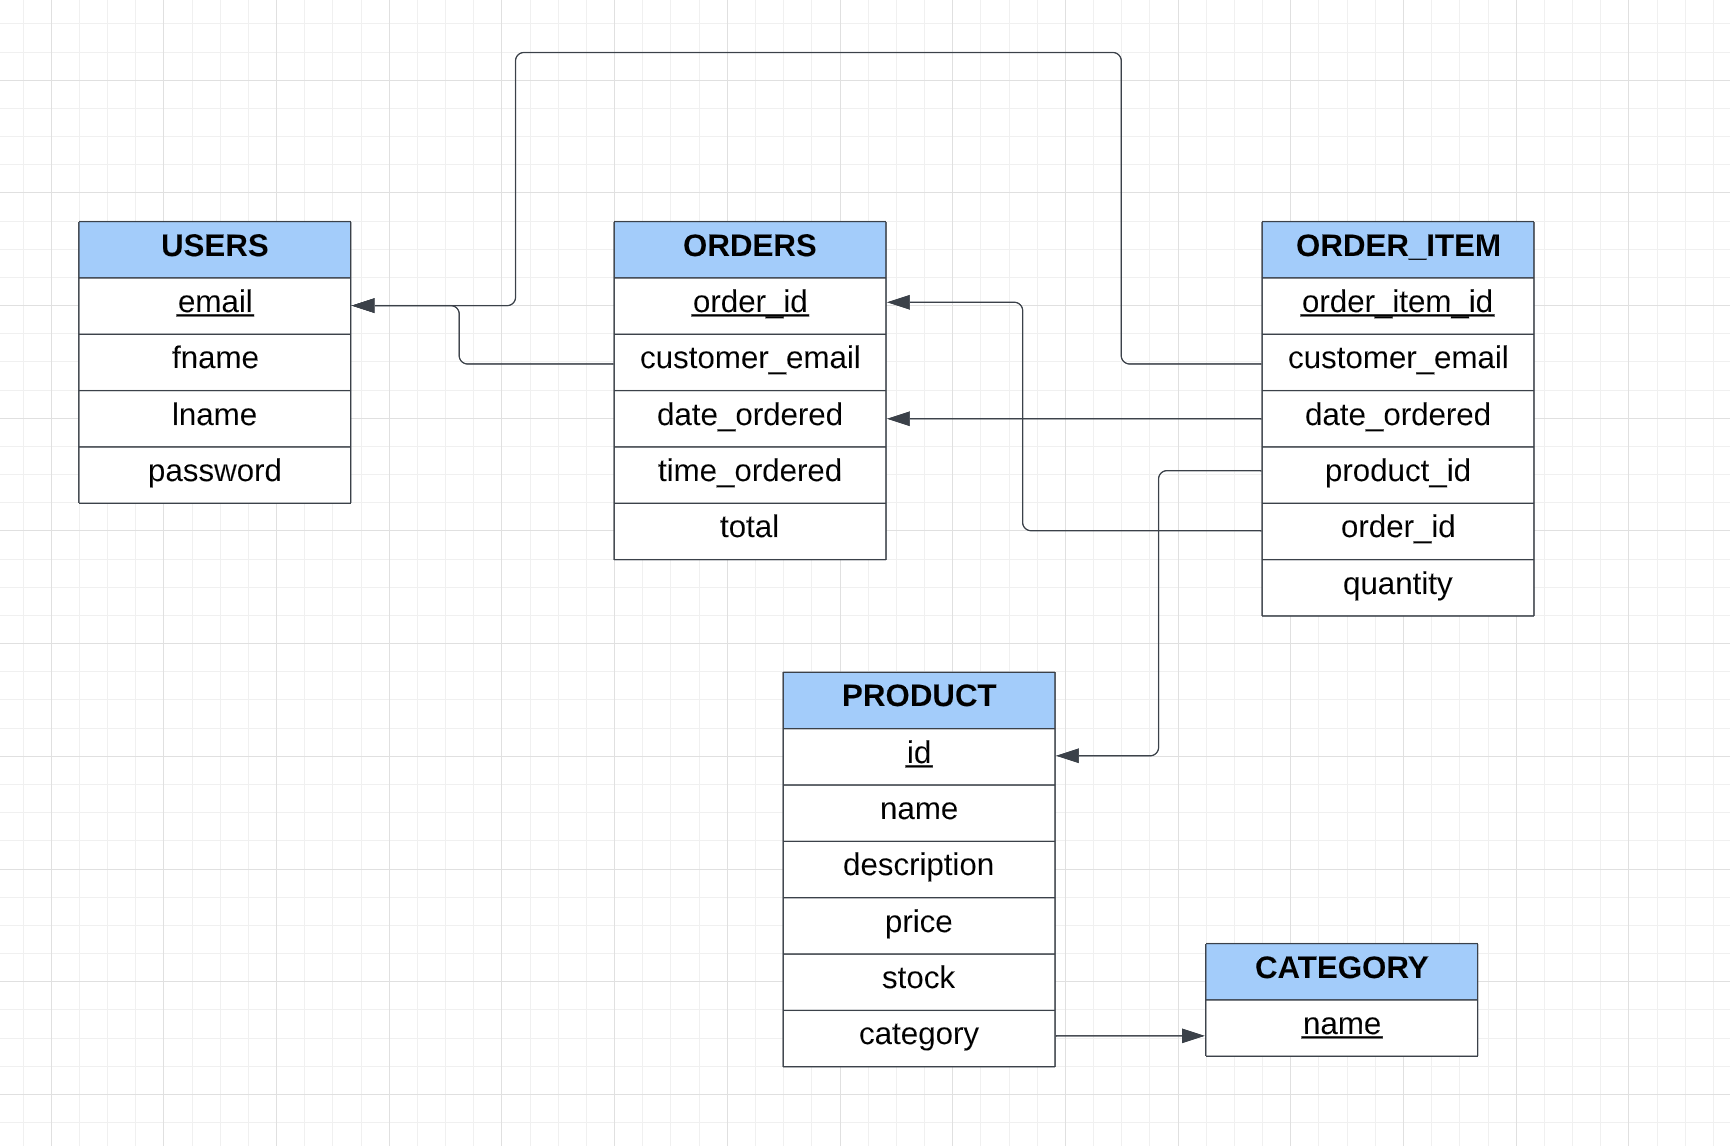 USERS
email
fname
lname
password
ORDERS
order_id
customer_email
date_ordered
time_ordered
total
ORDER_ITEM
order_item_id
customer_email
date_ordered
product_id
order_id
quantity
PRODUCT
id
name
description
price
stock
category
CATEGORY
name